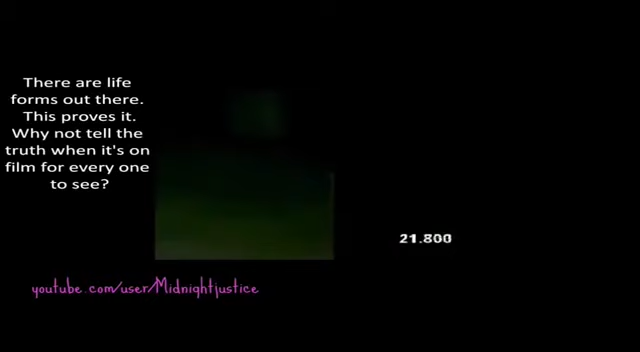 There are life
forms out there.
This proves it.
Why not tell the
truth when it's on
film for every one
to see?
21.800
youtube.com/user/Midnightjustice